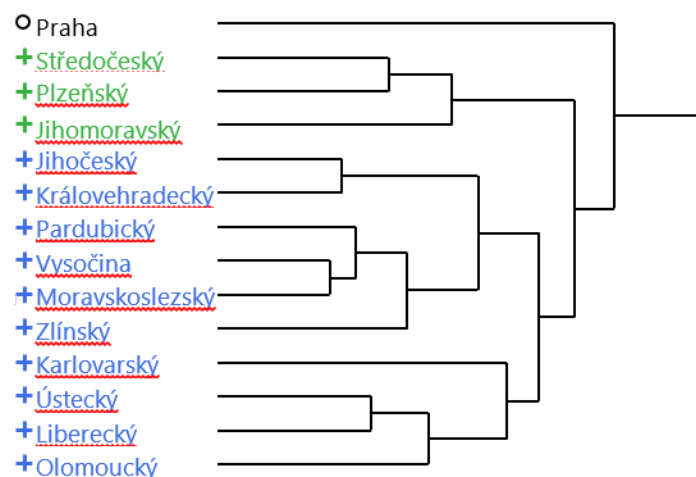 Praha
Středočeský
Plzeňský
Jihomoravský
Jihočeský
Královehradecký
Pardubický
Vysočina
Moravskoslezský
Zlínský
Karlovarský
Ústecký
Liberecký
Olomoucký